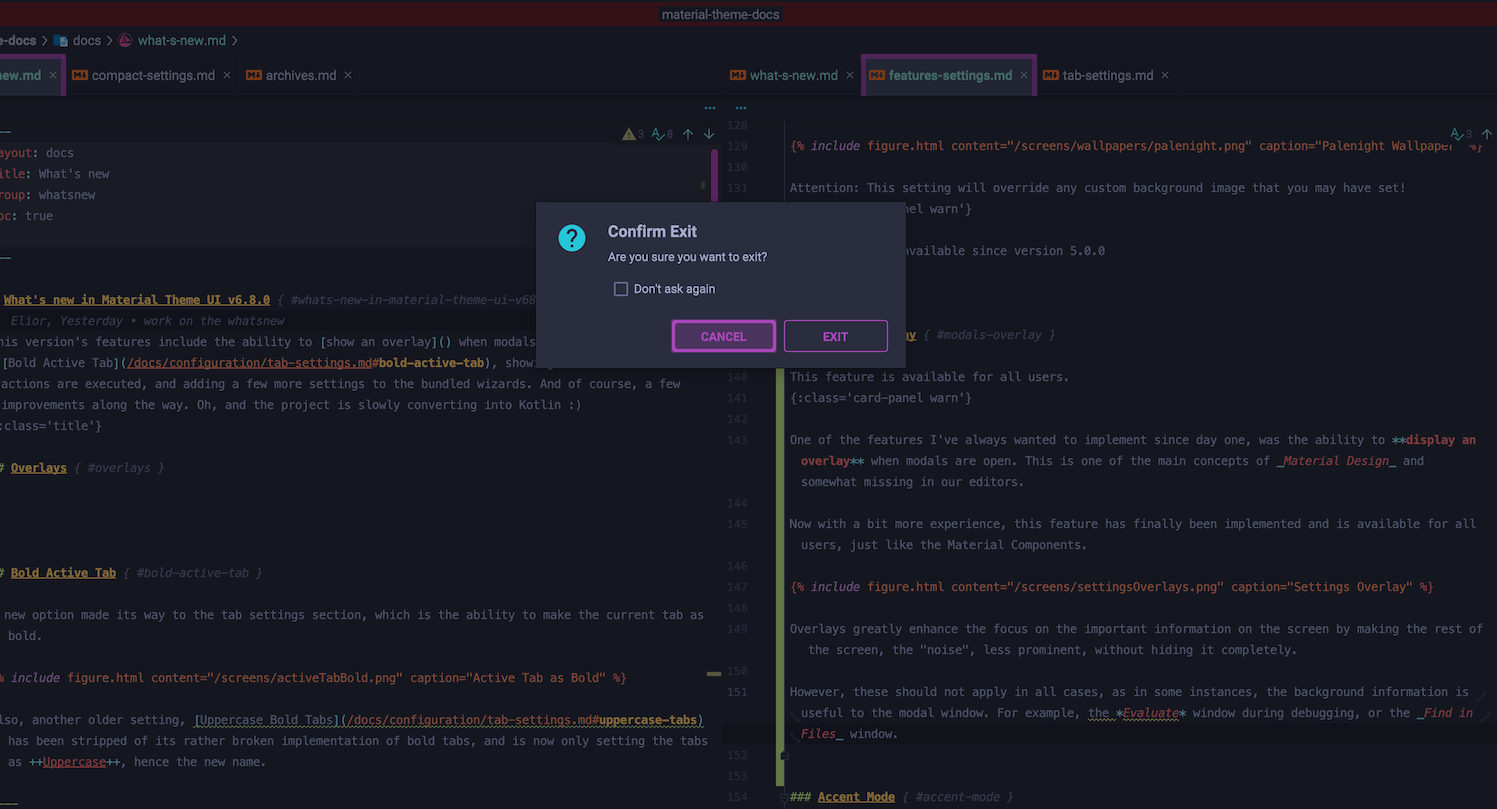 material-theme-docs
e-docs > docs > what-s-new.md >
new.md × compact-settings.md × archives.md ×
3 8
ayout: docs
itle: What's new
roup: whatsnew
oc: true
What's new in Material Theme UI v6.8.0 { #whats-new-in-material-theme-ui-v68
Elior, Yesterday • work on the whatsnew
his version's features include the ability to [show an overlay]() when modals
[Bold Active Tab](/docs/configuration/tab-settings.md#bold-active-tab), show
actions are executed, and adding a few more settings to the bundled wizards. And of course, a few
improvements along the way. Oh, and the project is slowly converting into Kotlin :)
:class='title'}
# Overlays { #overlays }
# Bold Active Tab { #bold-active-tab }
new option made its way to the tab settings section, which is the ability to make the current tab as
bold.
% include figure.html content="/screens/activeTabBold.png" caption="Active Tab as Bold" %}
lso, another older setting, [Uppercase Bold Tabs](/docs/configuration/tab-settings.md#uppercase-tabs)
has been stripped of its rather broken implementation of bold tabs, and is now only setting the tabs
as ++Uppercase++, hence the new name.
Confirm Exit
Are you sure you want to exit?
Don't ask again
CANCEL EXIT
what-s-new.md × features-settings.md × tab-settings.md ×
3
128
129 {% include figure.html content="/screens/wallpapers/palenight.png" caption="Palenight Wallpaper %}
130
131 Attention: This setting will override any custom background image that you may have set!
el warn'}
vailable since version 5.0.0
ay { #modals-overlay }
140 This feature is available for all users.
141 {:class='card-panel warn'}
142
143 One of the features I've always wanted to implement since day one, was the ability to **display an
overlay** when modals are open. This is one of the main concepts of _Material Design_ and
somewhat missing in our editors.
144
145 Now with a bit more experience, this feature has finally been implemented and is available for all
users, just like the Material Components.
146
147 {% include figure.html content="/screens/settingsOverlays.png" caption="Settings Overlay" %}
148
149 Overlays greatly enhance the focus on the important information on the screen by making the rest of
the screen, the "noise", less prominent, without hiding it completely.
150
151 However, these should not apply in all cases, as in some instances, the background information is
useful to the modal window. For example, the *Evaluate* window during debugging, or the _Find in
Files_ window.
152
153
154 ### Accent Mode { #accent-mode }